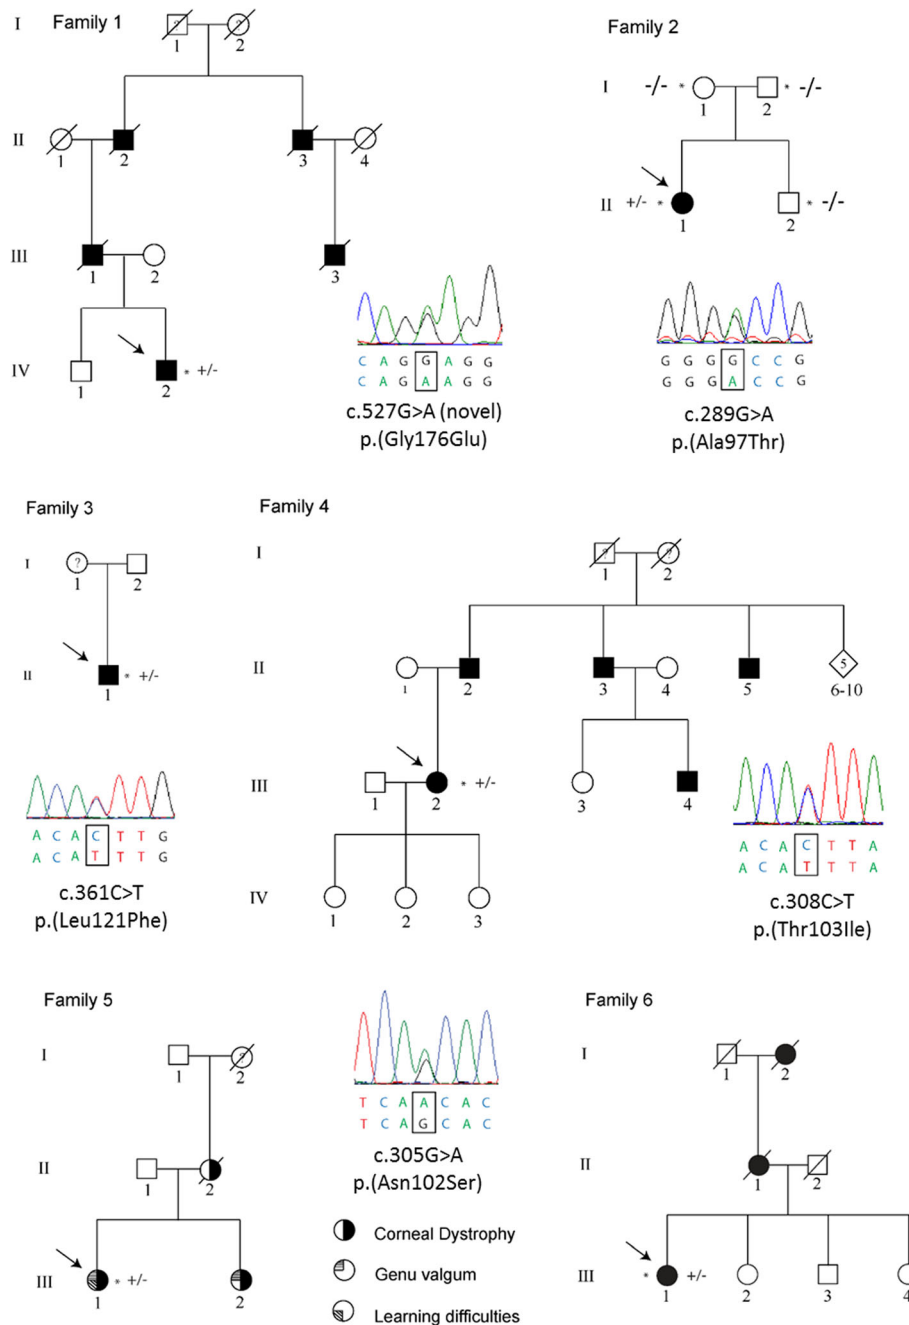 Family 1
I
? ?
1 2
II
1 2 3 4
III
1 2 3
IV
1 2 * +/-
C A G G A G G
C A G A A G G
c.527G>A (novel)
p.(Gly176Glu)
Family 2
I -/- * * -/-
1 2
II +/- * * -/-
1 2
G G G G C C G
G G G A C C G
c.289G>A
p.(Ala97Thr)
Family 3
I
?
1 2
II * +/-
1
A C A C T T G
A C A T T T G
c.361C>T
p.(Leu121Phe)
Family 4
I
? ?
1 2
II 5
1 2 3 4 5 6-10
III * +/-
1 2 3 4
IV
1 2 3
A C A C T T A
A C A T T T A
c.308C>T
p.(Thr103Ile)
Family 5
I
?
1 2
II
1 2
III * +/-
1 2
T C A A C A C
T C A G C A C
c.305G>A
p.(Asn102Ser)
Corneal Dystrophy
Genu valgum
Learning difficulties
Family 6
I
1 2
II
1 2
III * +/-
1 2 3 4